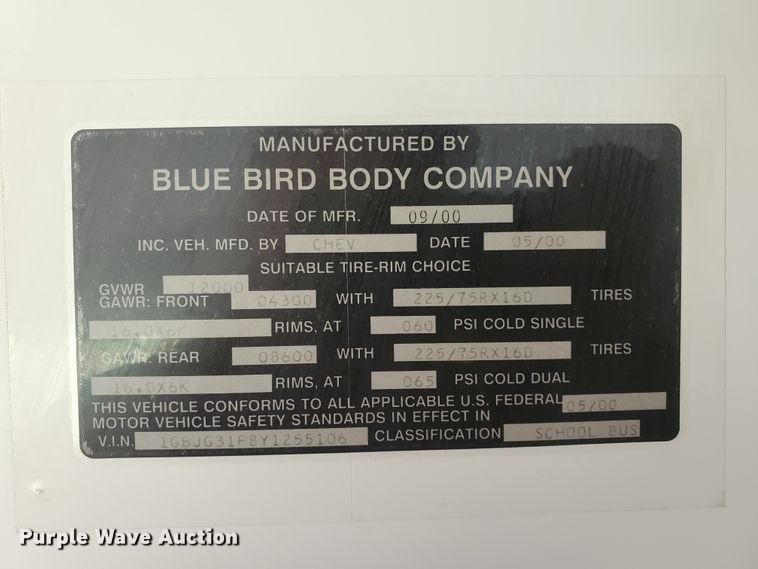 MANUFACTURED BY
BLUE BIRD BODY COMPANY
DATE OF MFR. 09/00
INC. VEH. MFD. BY CHEV DATE 05/00
SUITABLE TIRE-RIM CHOICE
GVWR 12000
GAWR: FRONT 04300 WITH 225/75RX16D TIRES
16.0X6K RIMS, AT 060 PSI COLD SINGLE
GAWR: REAR 08600 WITH 225/75RX16D TIRES
16.0X6K RIMS, AT 065 PSI COLD DUAL
THIS VEHICLE CONFORMS TO ALL APPLICABLE U.S. FEDERAL
MOTOR VEHICLE SAFETY STANDARDS IN EFFECT IN 05/00
V.I.N. 1GBJG31F8Y1255106 CLASSIFICATION SCHOOL BUS
Purple Wave Auction